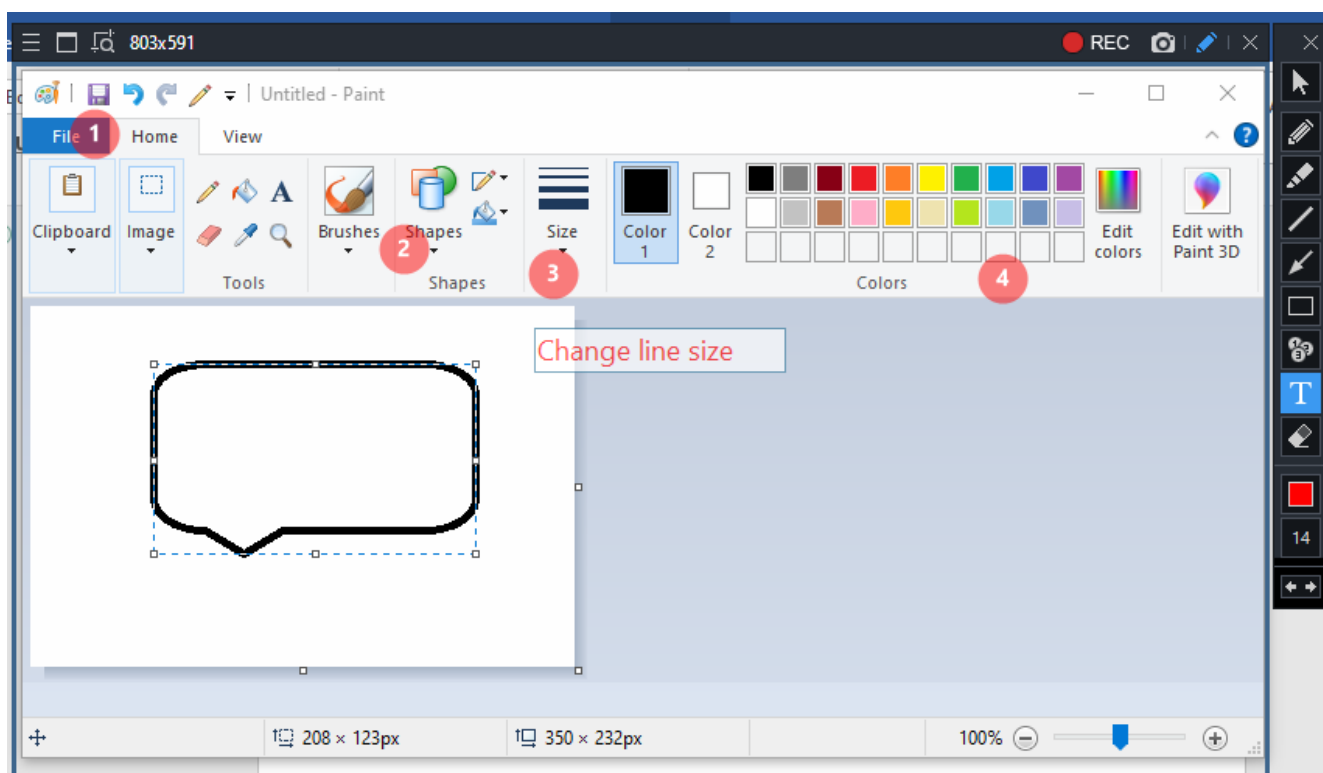 803x591
REC
Untitled - Paint
File 1 Home View
Clipboard Image Brushes Shapes Size Color 1 Color 2 Edit colors Edit with Paint 3D
2
3
4
Tools Shapes Colors
Change line size
T
14
208 × 123px 350 × 232px 100%